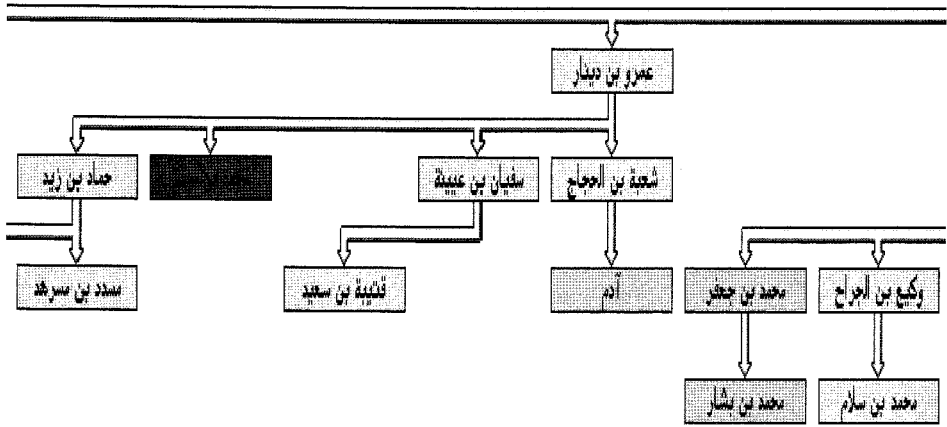 عمرو بن دينار
شعبة بن الحجاج
سفيان بن عيينة
حماد بن زيد
وكيع بن الجراح
محمد بن جعفر
آدم
قتيبة بن سعيد
مسدد بن مسرهد
محمد بن سلام
محمد بن بشار